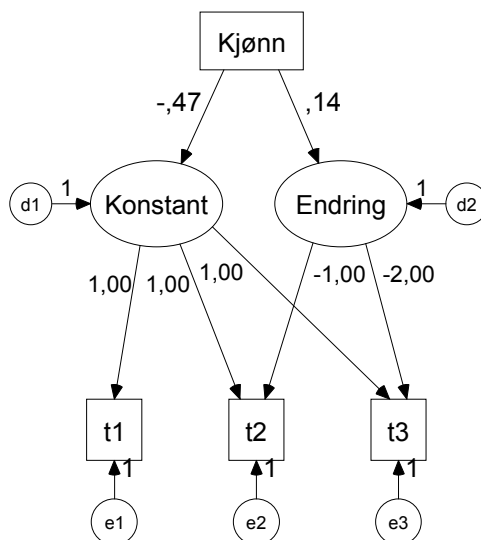 Kjønn
-,47
,14
d1
1
Konstant
Endring
1
d2
1,00
1,00
1,00
-1,00
-2,00
t1
t2
t3
1
1
1
e1
e2
e3